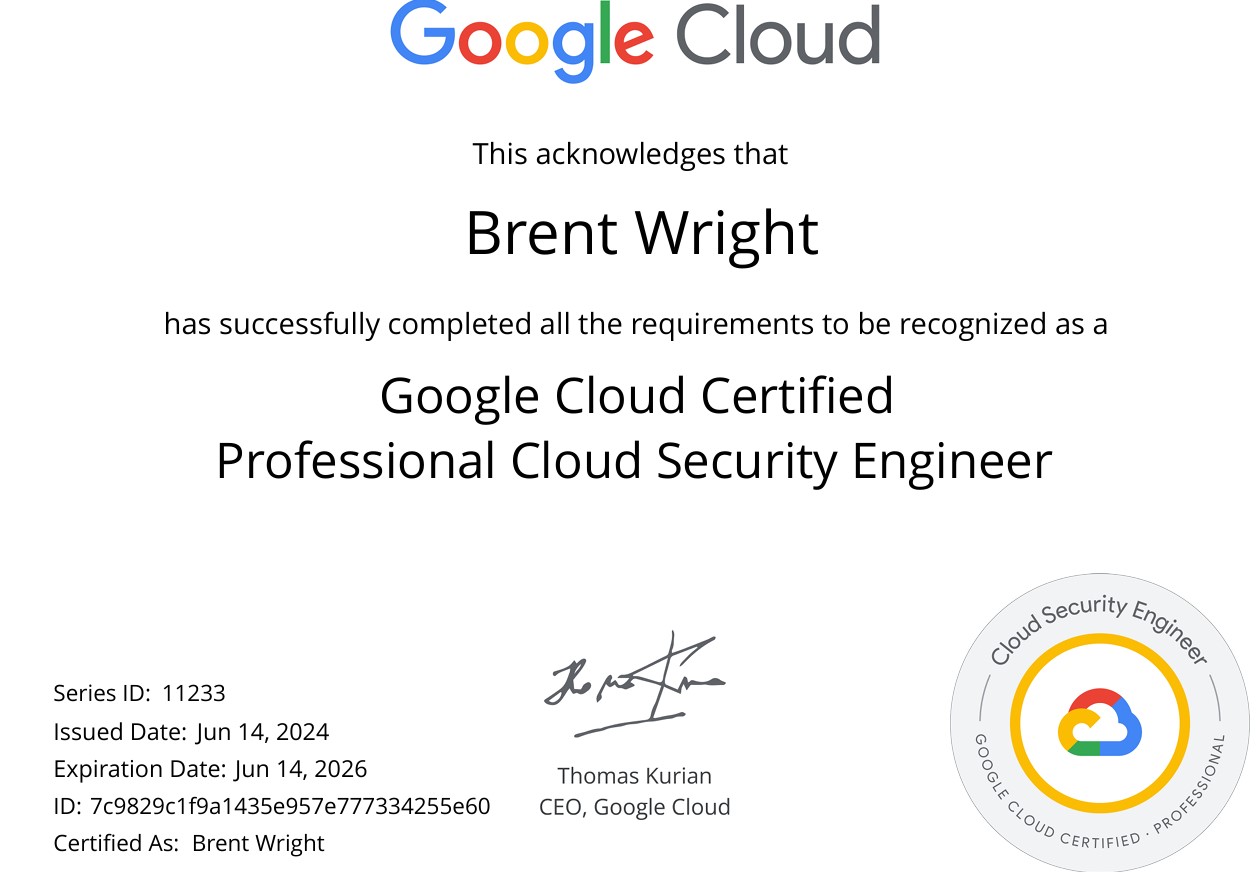 Google Cloud
This acknowledges that
Brent Wright
has successfully completed all the requirements to be recognized as a
Google Cloud Certified
Professional Cloud Security Engineer
Series ID: 11233
Issued Date: Jun 14, 2024
Expiration Date: Jun 14, 2026
ID: 7c9829c1f9a1435e957e777334255e60
Certified As: Brent Wright
Thomas Kurian
CEO, Google Cloud
Cloud Security Engineer
GOOGLE CLOUD CERTIFIED · PROFESSIONAL